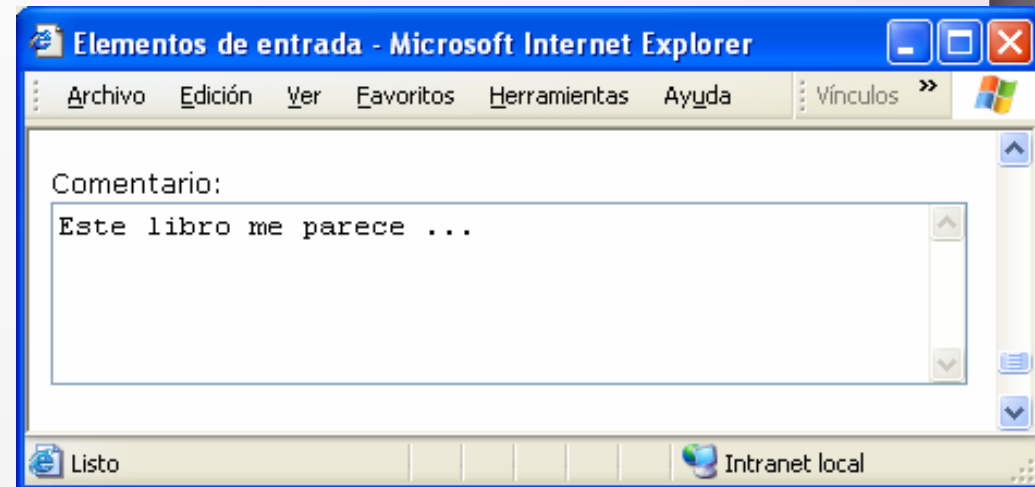 Elementos de entrada - Microsoft Internet Explorer
Archivo Edición Ver Favoritos Herramientas Ayuda Vínculos »
Comentario:
Este libro me parece ...
Listo Intranet local